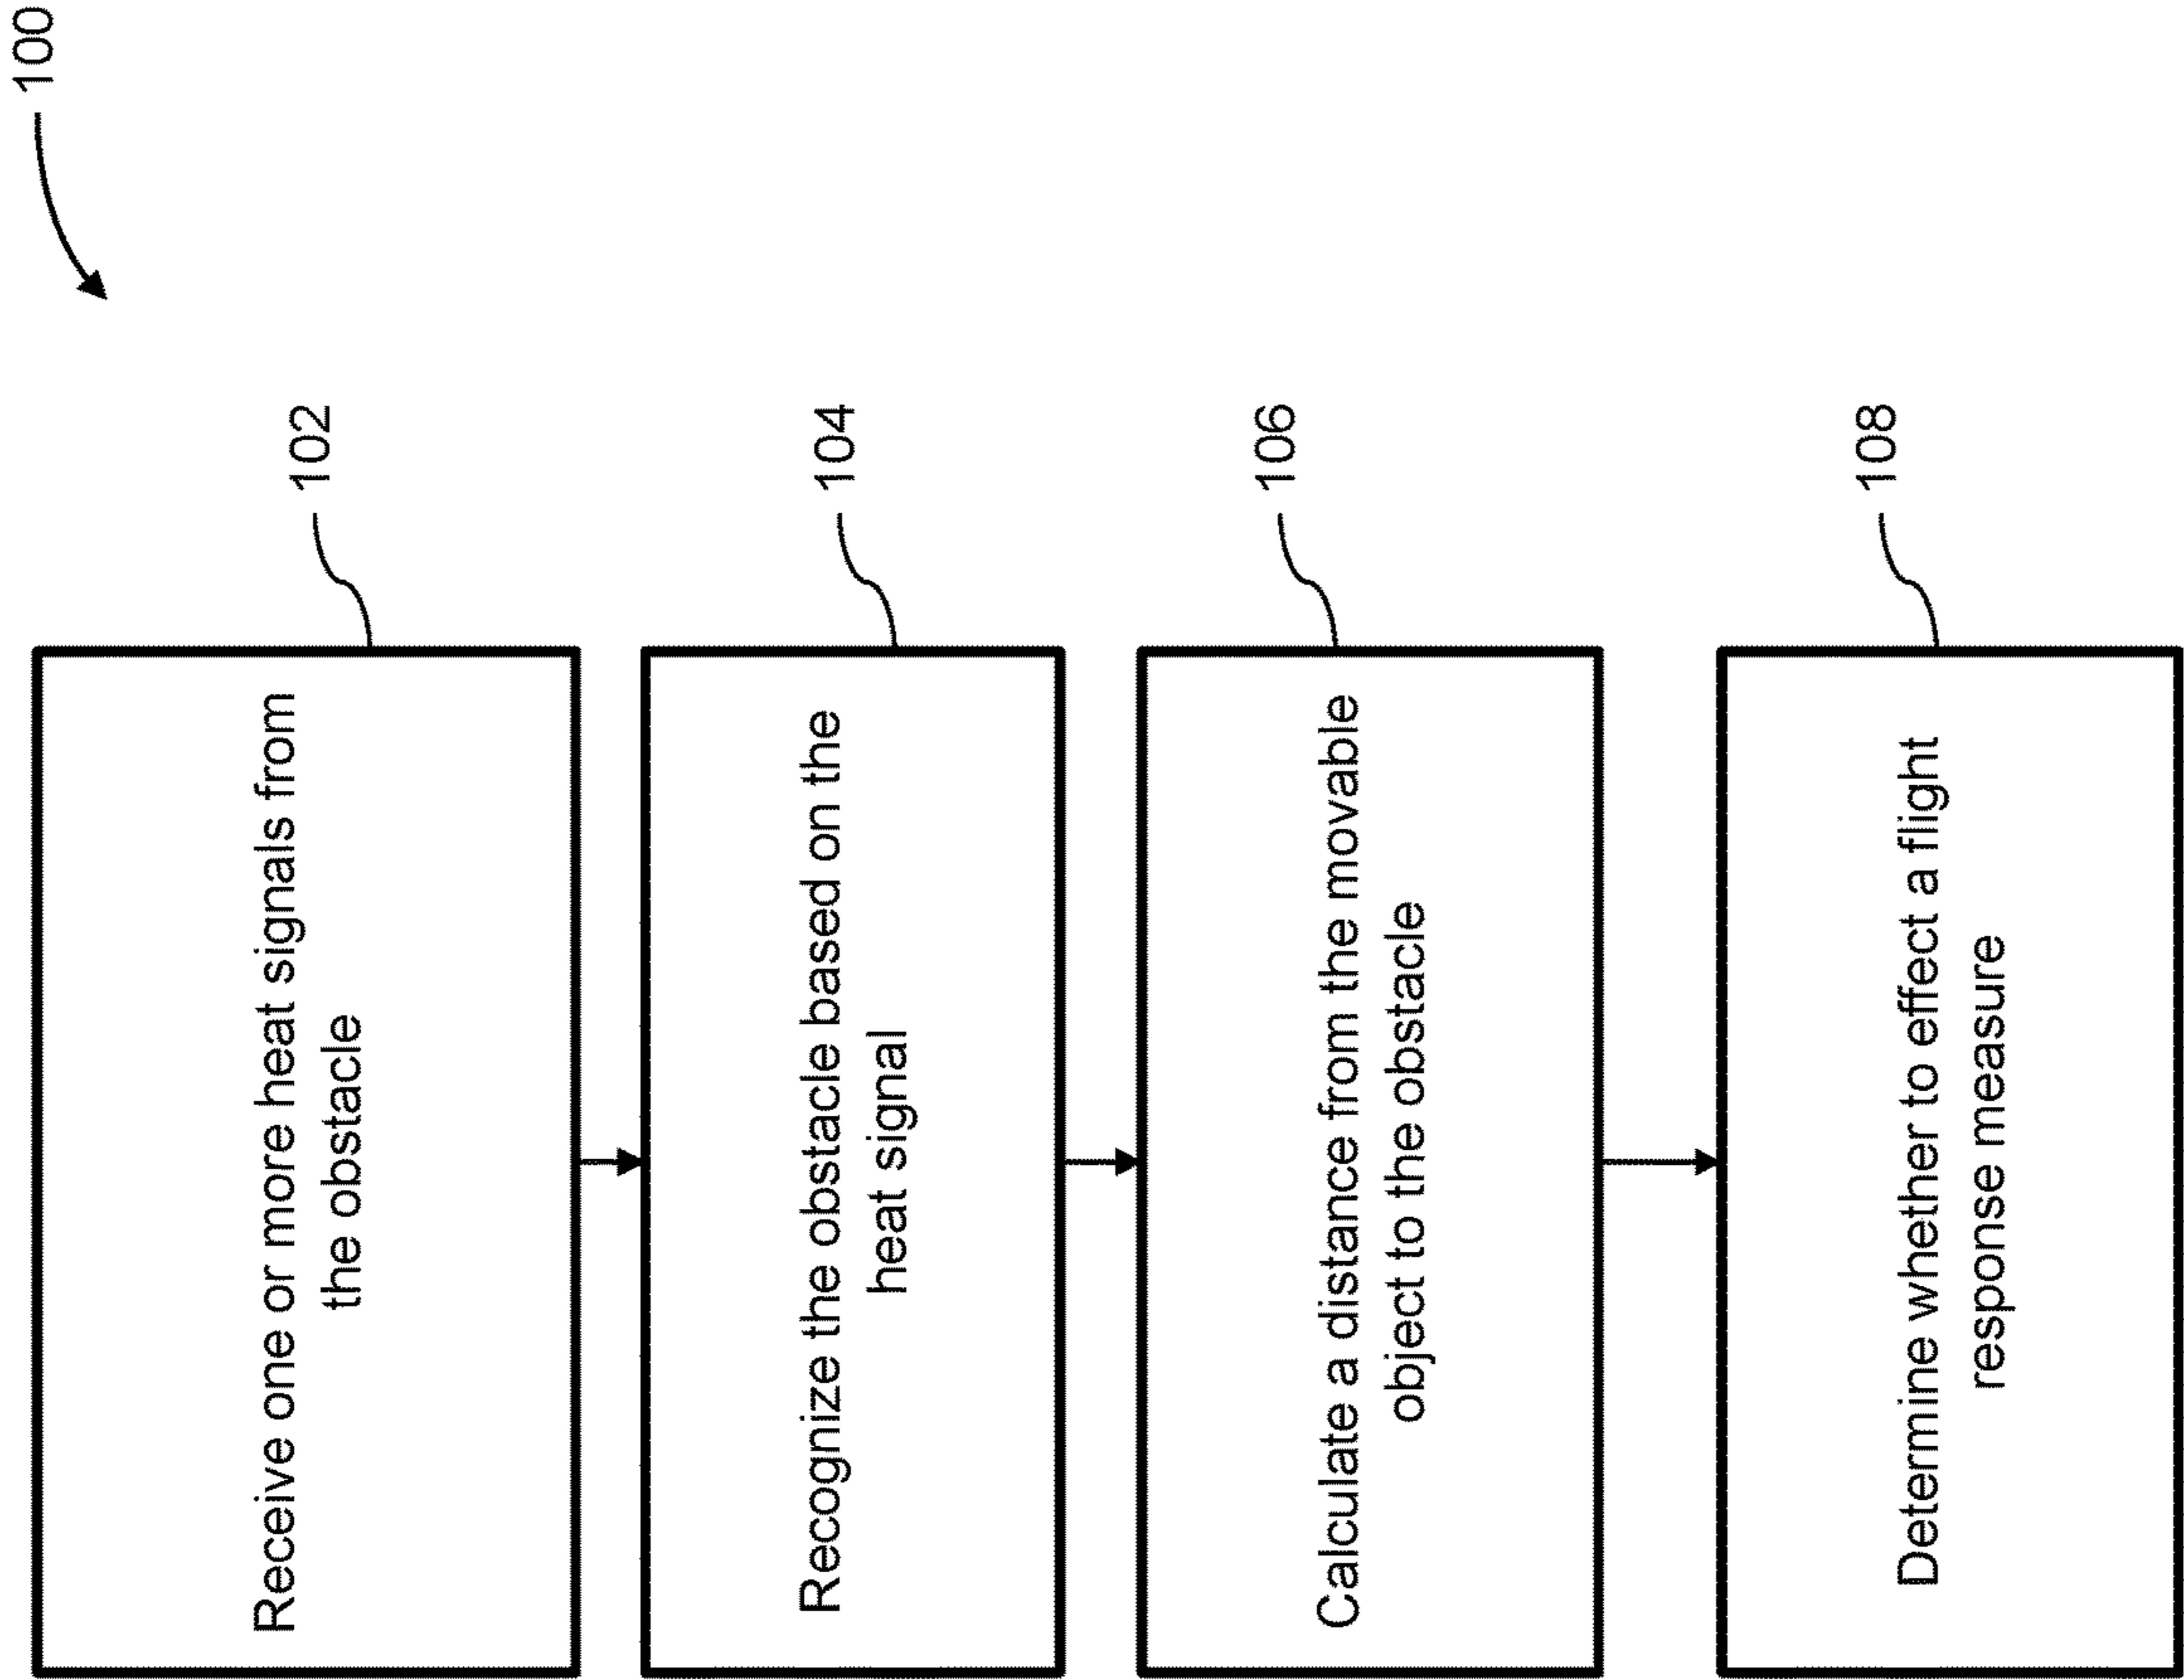 100
Receive one or more heat signals from
the obstacle
102
Recognize the obstacle based on the
heat signal
104
Calculate a distance from the movable
object to the obstacle
106
Determine whether to effect a flight
response measure
108